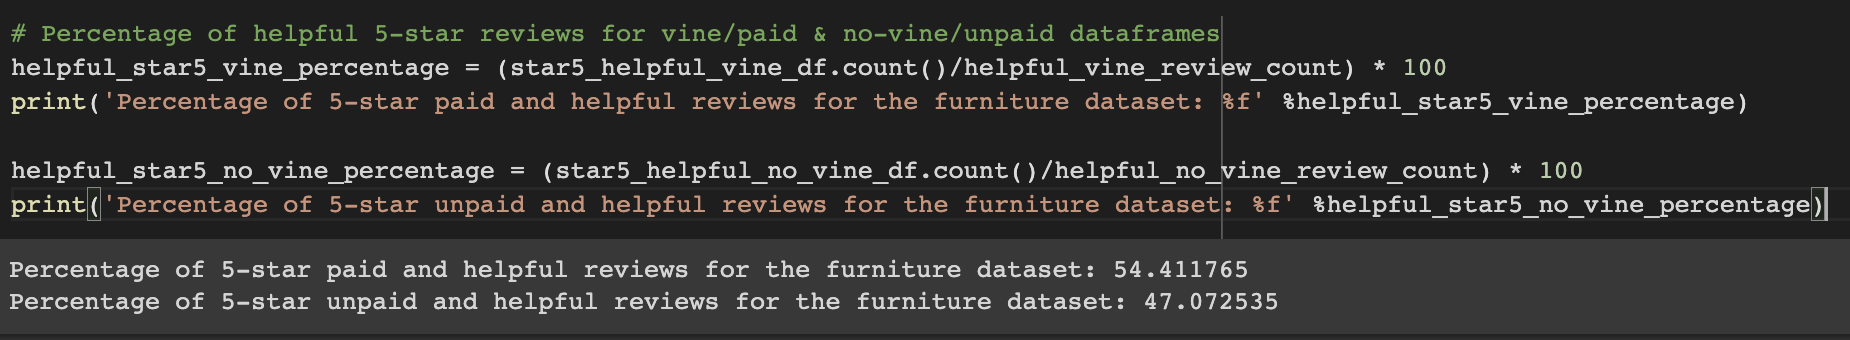 # Percentage of helpful 5-star reviews for vine/paid & no-vine/unpaid dataframes
helpful_star5_vine_percentage = (star5_helpful_vine_df.count()/helpful_vine_review_count) * 100
print('Percentage of 5-star paid and helpful reviews for the furniture dataset: %f' %helpful_star5_vine_percentage)
helpful_star5_no_vine_percentage = (star5_helpful_no_vine_df.count()/helpful_no_vine_review_count) * 100
print('Percentage of 5-star unpaid and helpful reviews for the furniture dataset: %f' %helpful_star5_no_vine_percentage)
Percentage of 5-star paid and helpful reviews for the furniture dataset: 54.411765
Percentage of 5-star unpaid and helpful reviews for the furniture dataset: 47.072535